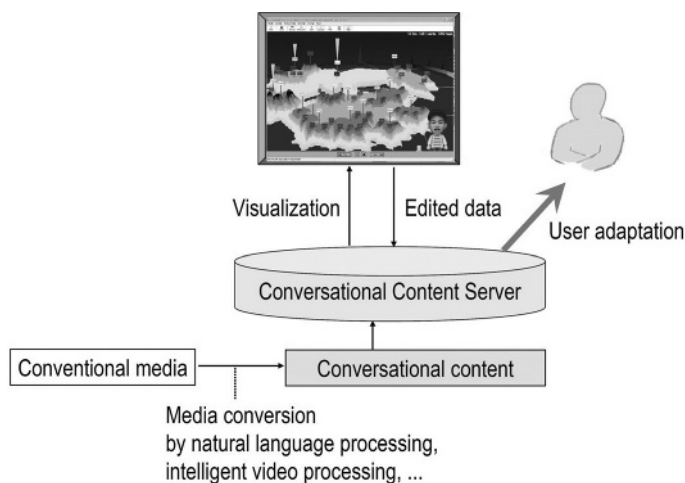 Visualization
Edited data
User adaptation
Conversational Content Server
Conventional media
Conversational content
Media conversion
by natural language processing,
intelligent video processing, ...